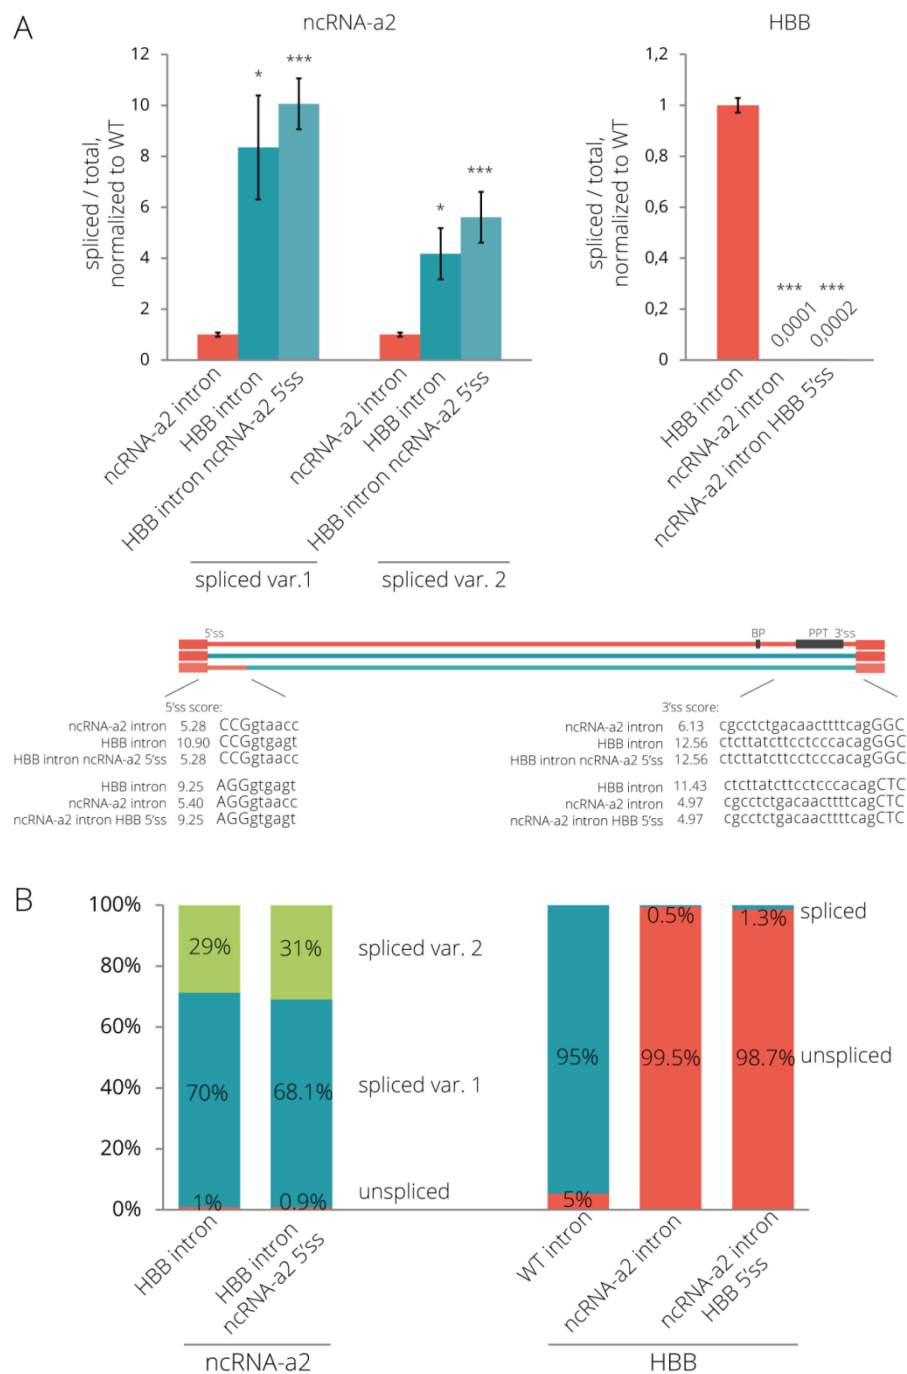 A
ncRNA-a2
HBB
spliced / total,
normalized to WT
12
10
8
6
4
2
0
*
***
*
***
ncRNA-a2 intron
HBB intron
HBB intron ncRNA-a2 5'ss
ncRNA-a2 intron
HBB intron
HBB intron ncRNA-a2 5'ss
spliced var.1
spliced var. 2
spliced / total,
normalized to WT
1,2
1
0,8
0,6
0,4
0,2
0
***
***
0,0001
0,0002
HBB intron
ncRNA-a2 intron
ncRNA-a2 intron HBB 5'ss
5'ss
BP
PPT
3'ss
5'ss score:
ncRNA-a2 intron 5.28 CCGgtaacc
HBB intron 10.90 CCGgtgagt
HBB intron ncRNA-a2 5'ss 5.28 CCGgtaacc
HBB intron 9.25 AGGgtgagt
ncRNA-a2 intron 5.40 AGGgtaacc
ncRNA-a2 intron HBB 5'ss 9.25 AGGgtgagt
3'ss score:
ncRNA-a2 intron 6.13 cgcctctgacaacttttcagGGC
HBB intron 12.56 ctcttatcttcctcccacagGGC
HBB intron ncRNA-a2 5'ss 12.56 ctcttatcttcctcccacagGGC
HBB intron 11.43 ctcttatcttcctcccacagCTC
ncRNA-a2 intron 4.97 cgcctctgacaacttttcagCTC
ncRNA-a2 intron HBB 5'ss 4.97 cgcctctgacaacttttcagCTC
B
100%
80%
60%
40%
20%
0%
29%
31%
70%
68.1%
1%
0.9%
spliced var. 2
spliced var. 1
unspliced
HBB intron
HBB intron
ncRNA-a2 5'ss
ncRNA-a2
95%
5%
0.5%
99.5%
1.3%
98.7%
spliced
unspliced
WT intron
ncRNA-a2 intron
ncRNA-a2 intron
HBB 5'ss
HBB